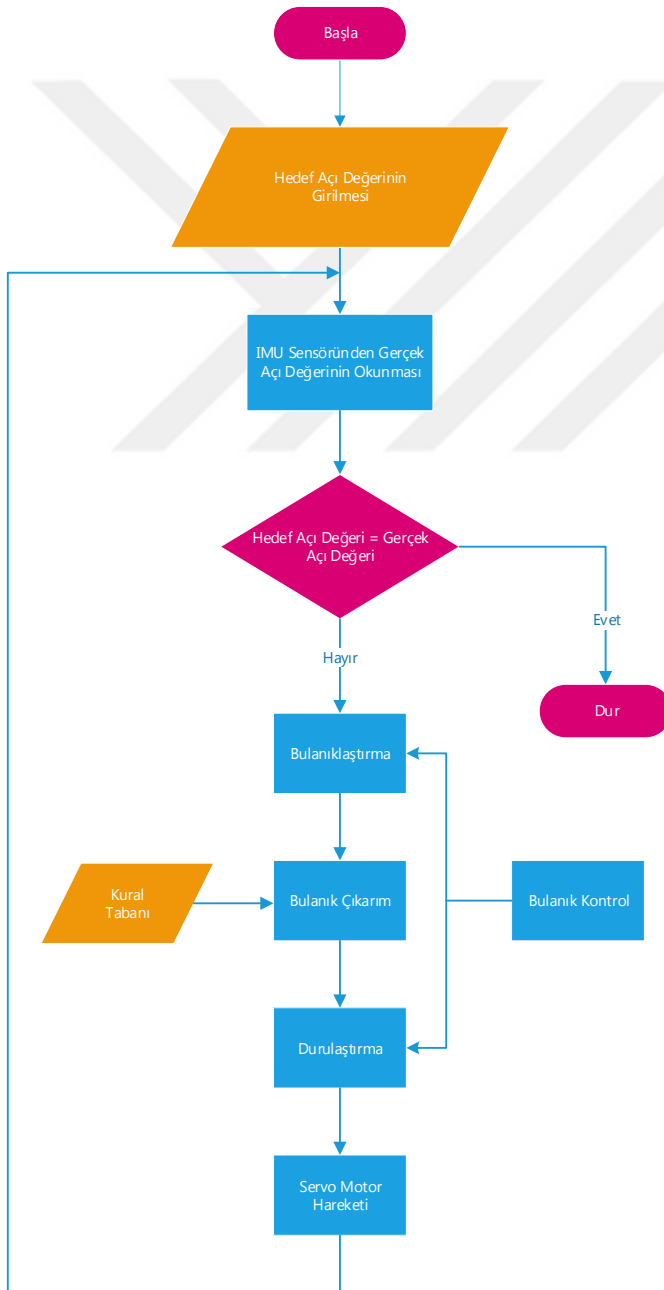 Başla
Hedef Açı Değerinin
Girilmesi
IMU Sensöründen Gerçek
Açı Değerinin Okunması
Hedef Açı Değeri = Gerçek
Açı Değeri
Evet
Hayır
Dur
Bulanıklaştırma
Kural
Tabanı
Bulanık Çıkarım
Bulanık Kontrol
Durulaştırma
Servo Motor
Hareketi